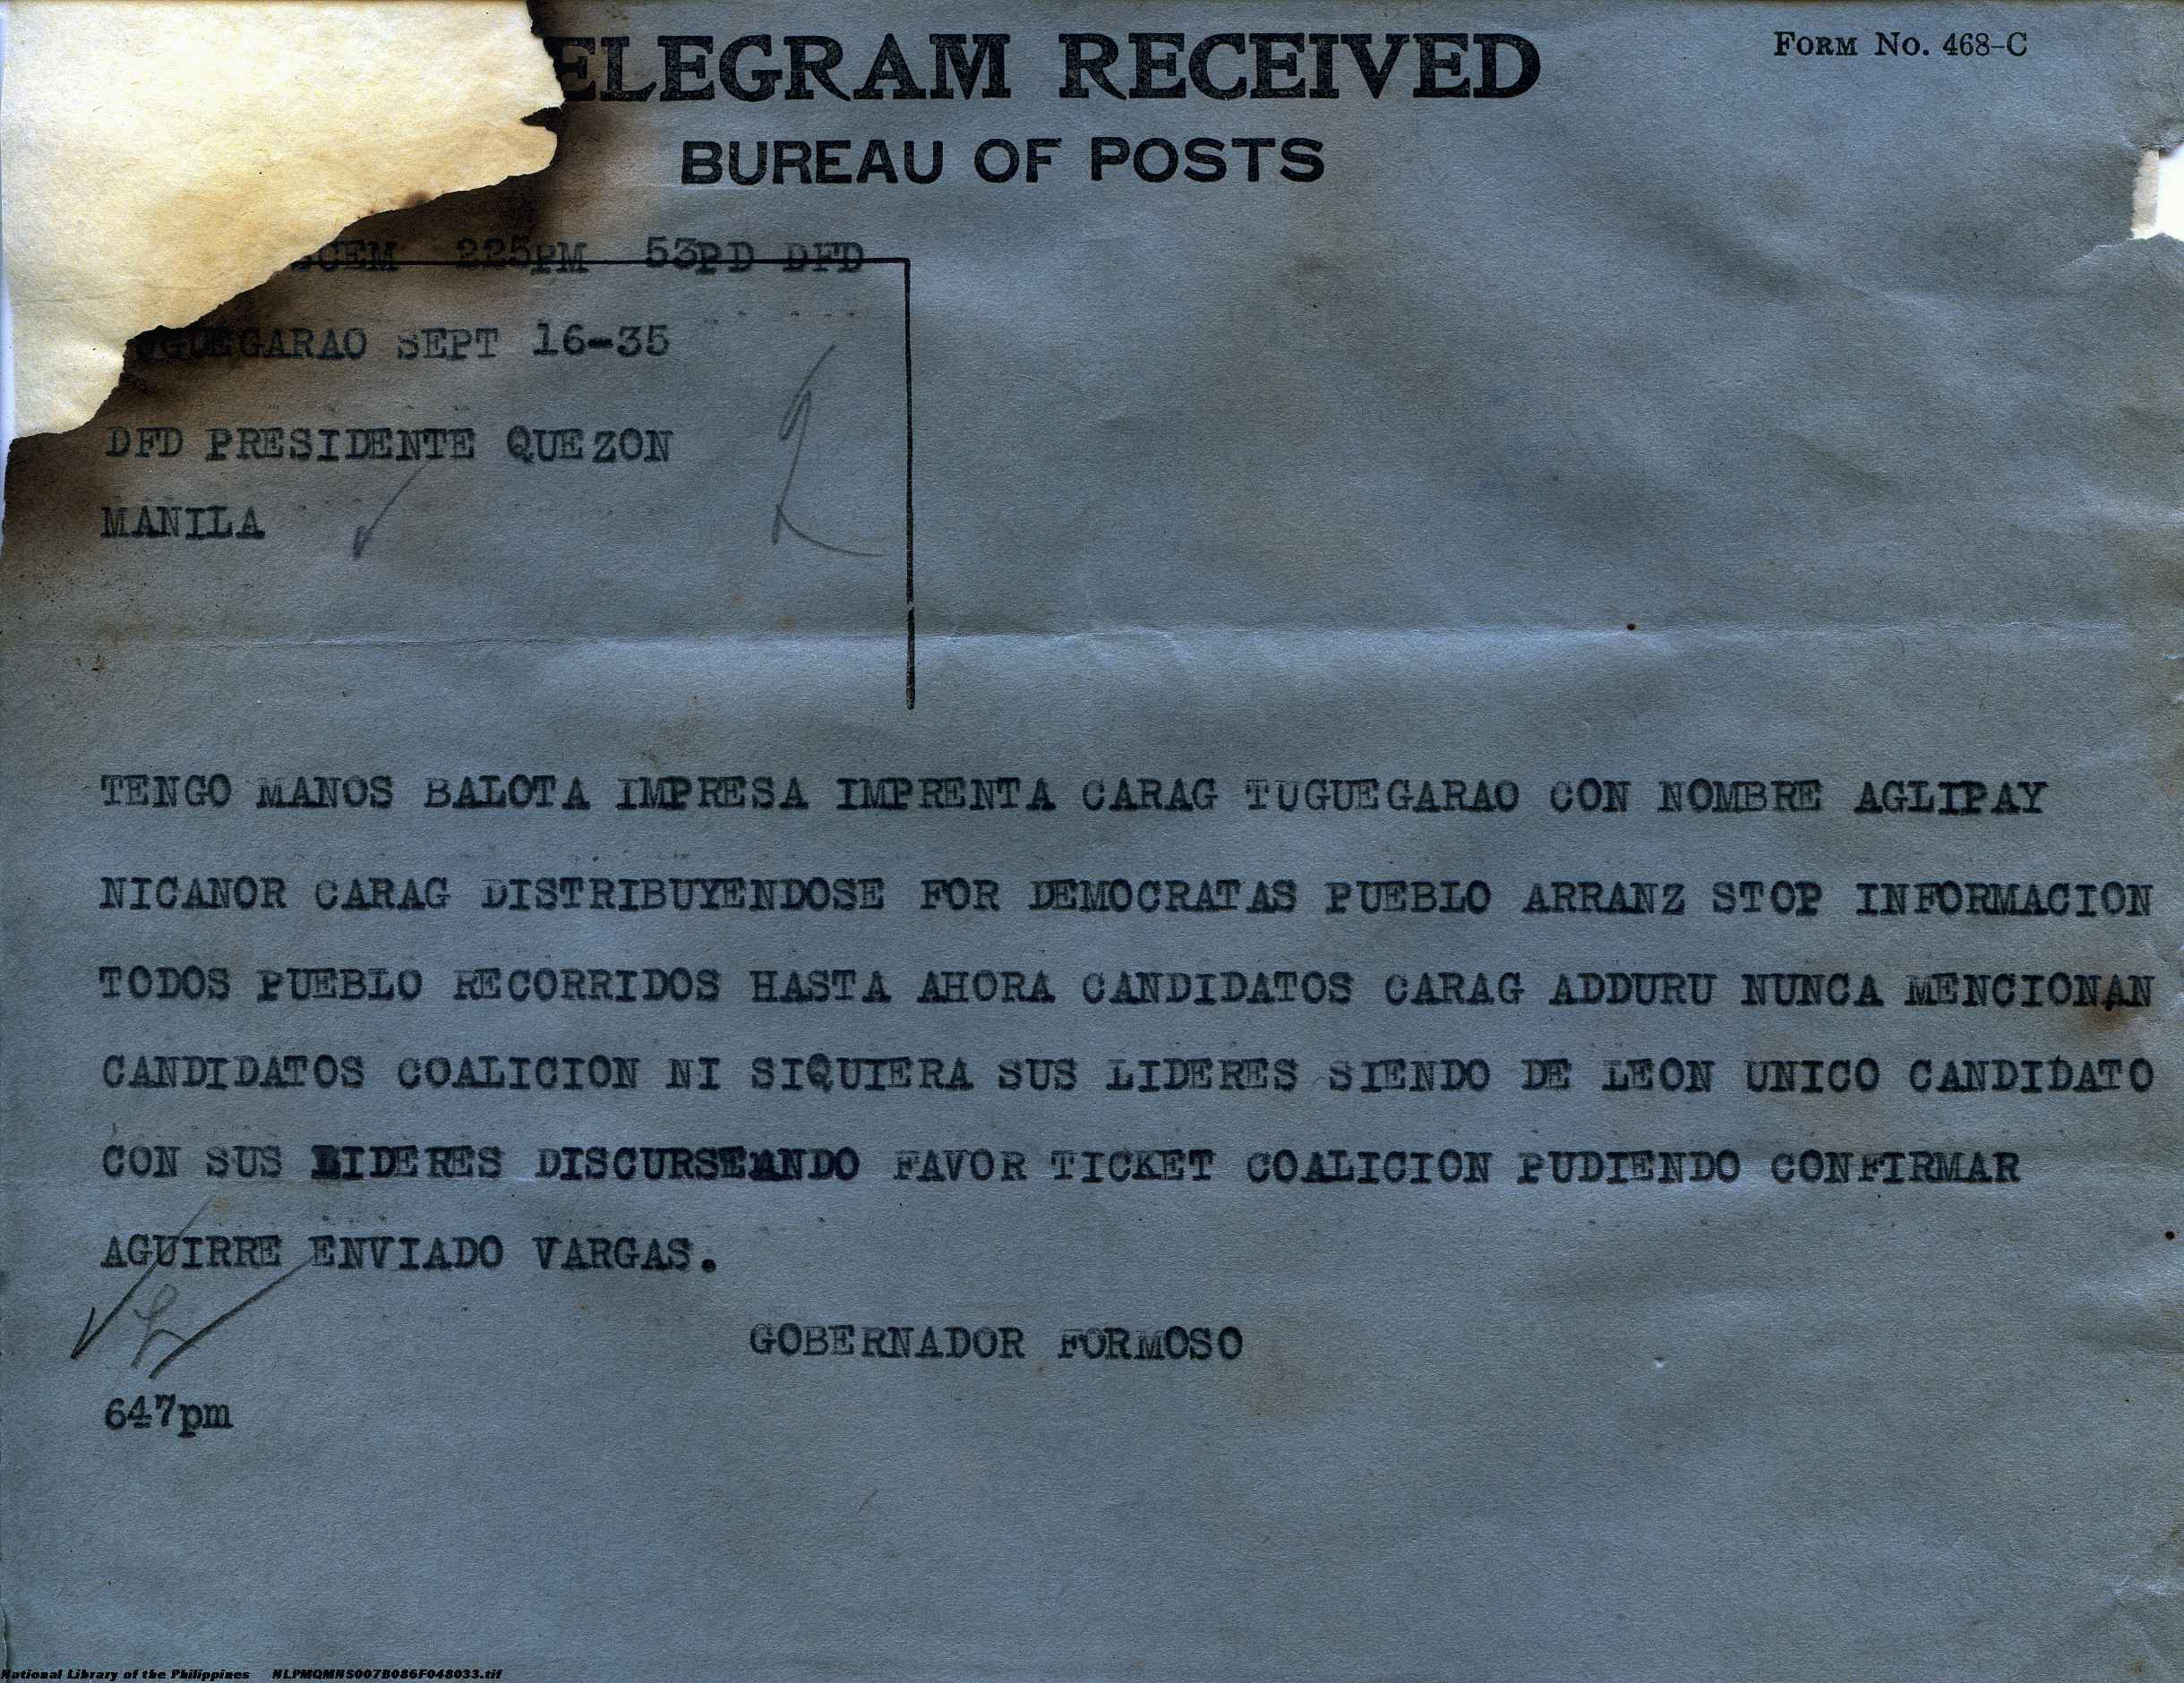 ELEGRAM RECEIVED
FORM NO. 468-C
BUREAU OF POSTS
CEM 225PM 53PD DFD
UGUEGARAO SEPT 16-35
DFD PRESIDENTE QUEZON
MANILA
TENGO MANOS BALOTA IMPRESA IMPRENTA CARAG TUGUEGARAO CON NOMBRE AGLIPAY
NICANOR CARAG DISTRIBUYENDOSE FOR DEMOCRATAS PUEBLO ARRANZ STOP INFORMACION
TODOS PUEBLO RECORRIDOS HASTA AHORA CANDIDATOS CARAG ADDURU NUNCA MENCIONAN
CANDIDATOS COALICION NI SIQUIERA SUS LIDERES SIENDO DE LEON UNICO CANDIDATO
CON SUS LIDERES DISCURSEANDO FAVOR TICKET COALICION PUDIENDO CONFIRMAR
AGUIRRE ENVIADO VARGAS.
GOBERNADOR FORMOSO
647pm
National Library of the Philippines NLPMQMNS007B086F048033.tif